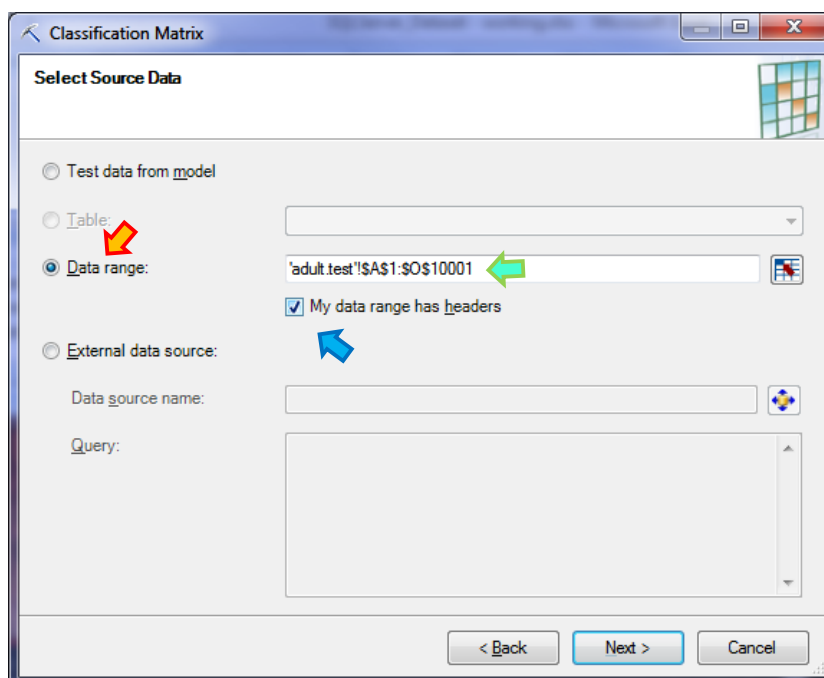 Classification Matrix
Select Source Data
Test data from model
Table:
Data range:
'adult.test'!$A$1:$O$10001
My data range has headers
External data source:
Data source name:
Query:
< Back
Next >
Cancel